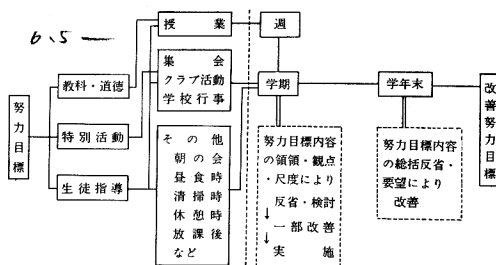 6.5
努力目標
教科・道徳
特別活動
生徒指導
授業
集会
クラブ活動
学校行事
その他
朝の会
昼食時
清掃時
休憩時
放課後
など
週
学期
努力目標内容
の領領・観点
・尺度により
反省・検討
↓
一部改善
↓
実施
学年末
努力目標内容
の総括反省・
要望により
改善
改善努力目標